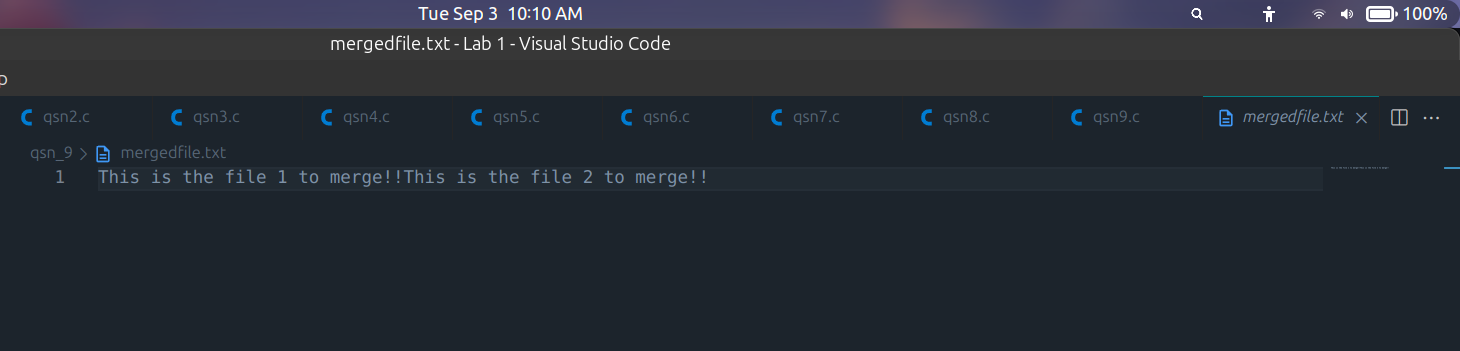 Tue Sep 3 10:10 AM
100%
mergedfile.txt - Lab 1 - Visual Studio Code
qsn2.c qsn3.c qsn4.c qsn5.c qsn6.c qsn7.c qsn8.c qsn9.c mergedfile.txt
qsn_9 > mergedfile.txt
1 This is the file 1 to merge!!This is the file 2 to merge!!